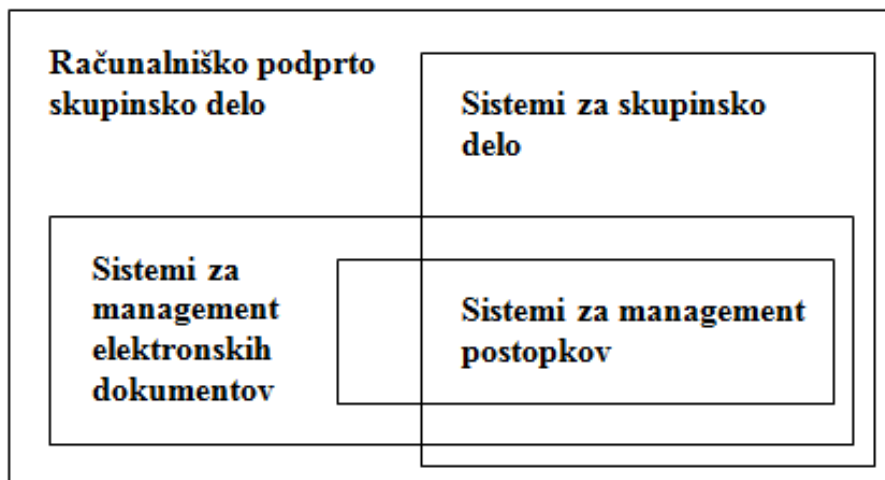 Računalniško podprto
skupinsko delo
Sistemi za skupinsko
delo
Sistemi za
management
elektronskih
dokumentov
Sistemi za management
postopkov